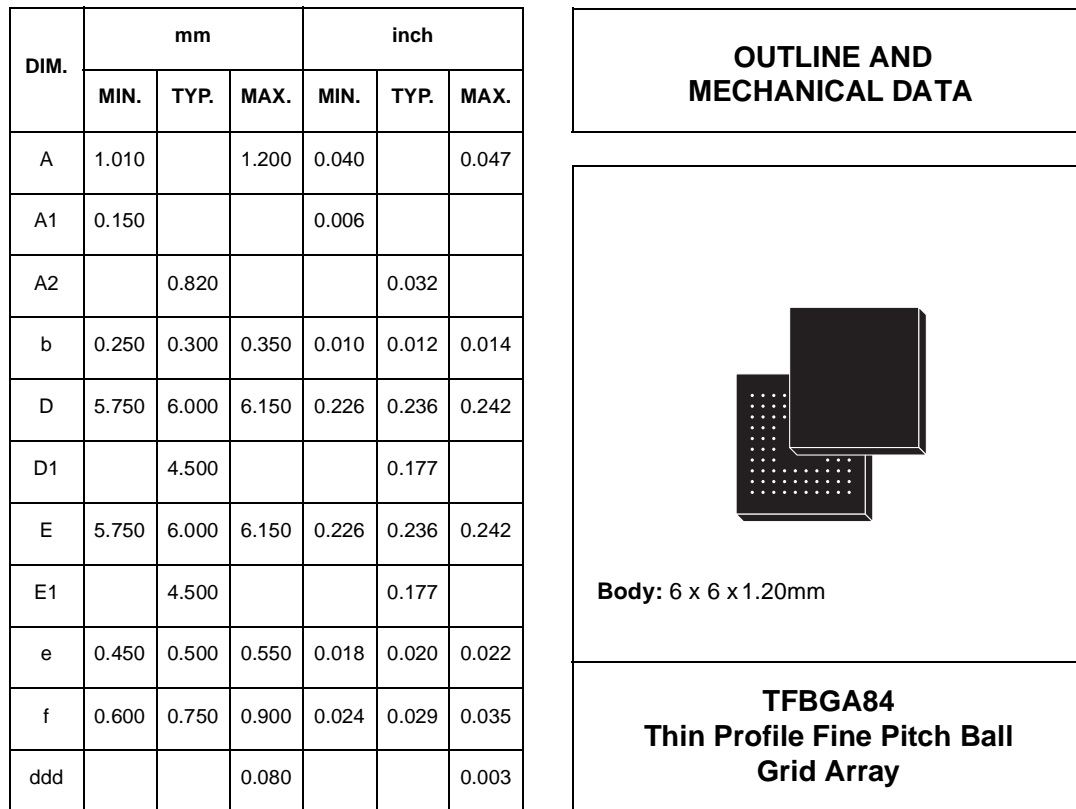 DIM. mm inch
MIN. TYP. MAX. MIN. TYP. MAX.
A 1.010 1.200 0.040 0.047
A1 0.150 0.006
A2 0.820 0.032
b 0.250 0.300 0.350 0.010 0.012 0.014
D 5.750 6.000 6.150 0.226 0.236 0.242
D1 4.500 0.177
E 5.750 6.000 6.150 0.226 0.236 0.242
E1 4.500 0.177
e 0.450 0.500 0.550 0.018 0.020 0.022
f 0.600 0.750 0.900 0.024 0.029 0.035
ddd 0.080 0.003
OUTLINE AND
MECHANICAL DATA
Body: 6 x 6 x 1.20mm
TFBGA84
Thin Profile Fine Pitch Ball
Grid Array